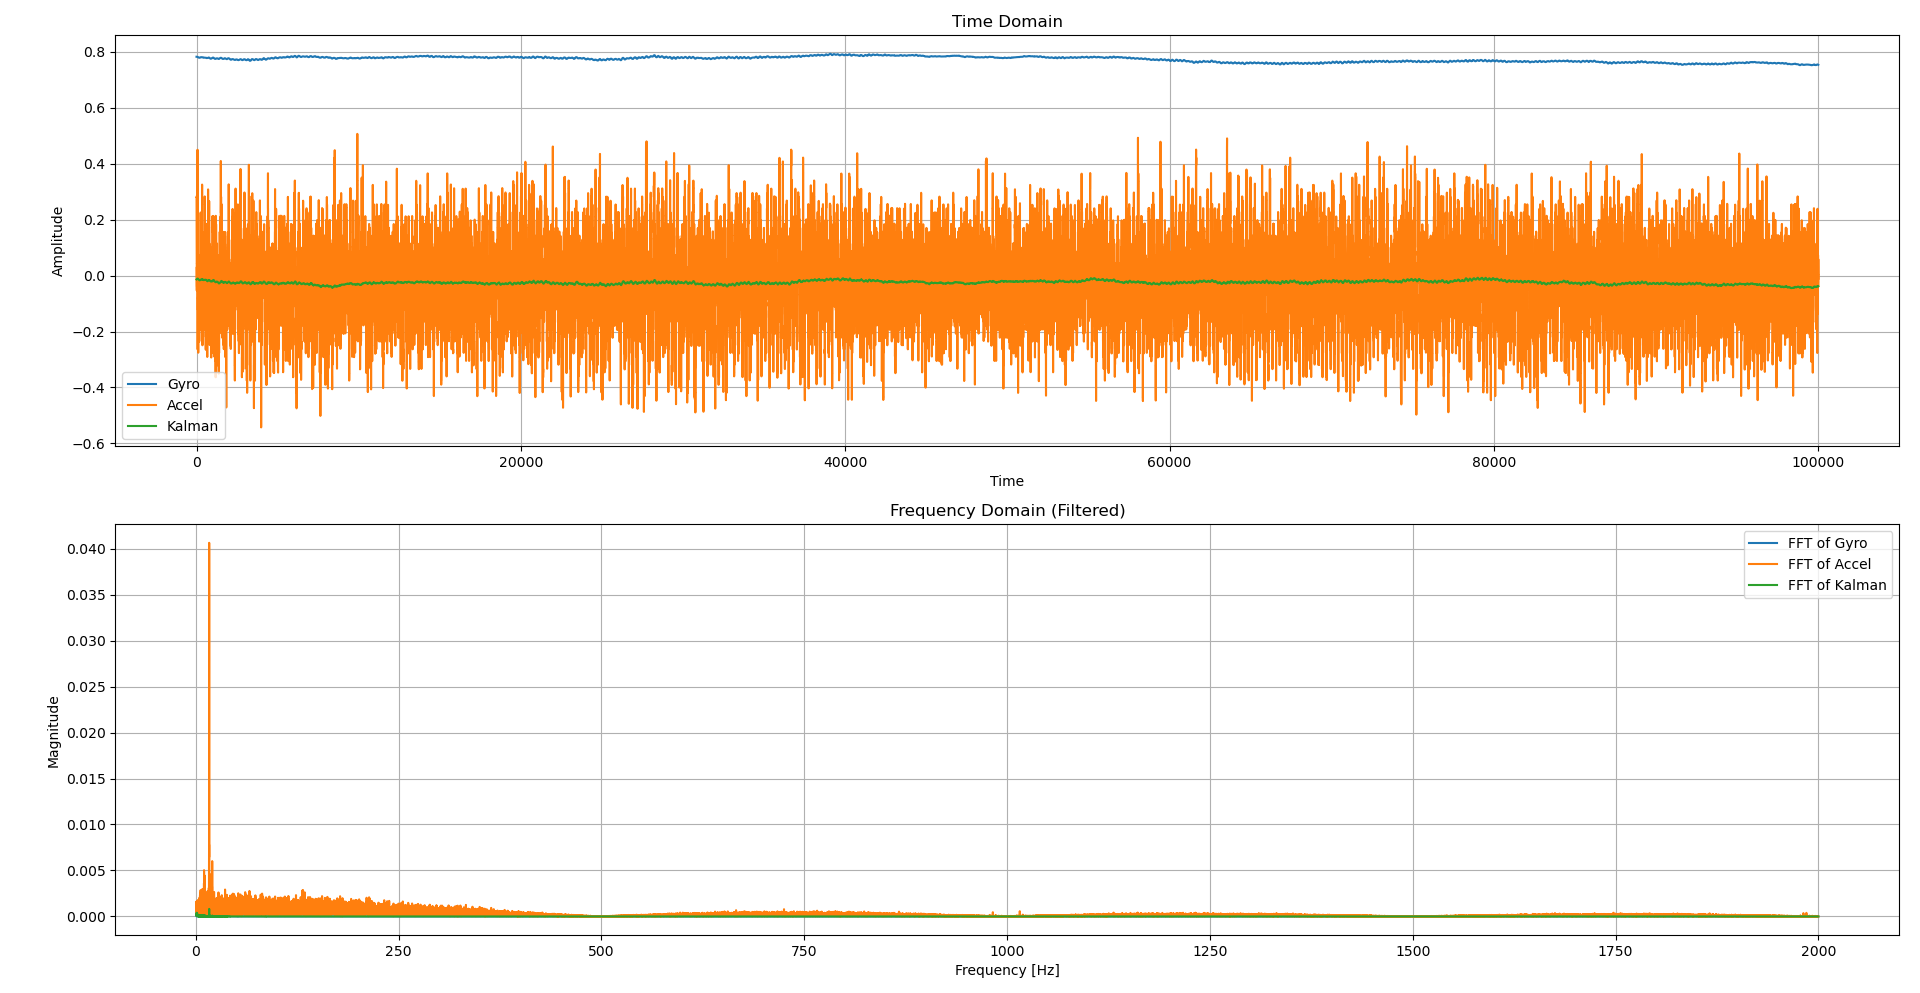 Time Domain
Amplitude
0.8
0.6
0.4
0.2
0.0
−0.2
−0.4
−0.6
Gyro
Accel
Kalman
0 20000 40000 60000 80000 100000
Time
Frequency Domain (Filtered)
Magnitude
0.040
0.035
0.030
0.025
0.020
0.015
0.010
0.005
0.000
FFT of Gyro
FFT of Accel
FFT of Kalman
0 250 500 750 1000 1250 1500 1750 2000
Frequency [Hz]